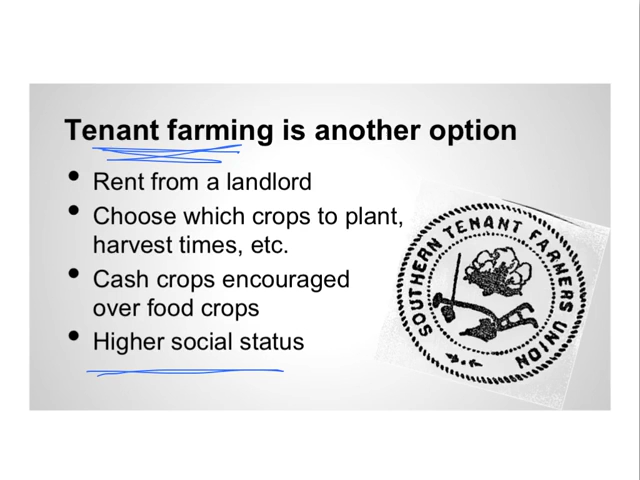 Tenant farming is another option
• Rent from a landlord
• Choose which crops to plant,
harvest times, etc.
• Cash crops encouraged
over food crops
• Higher social status
SOUTHERN TENANT FARMERS UNION